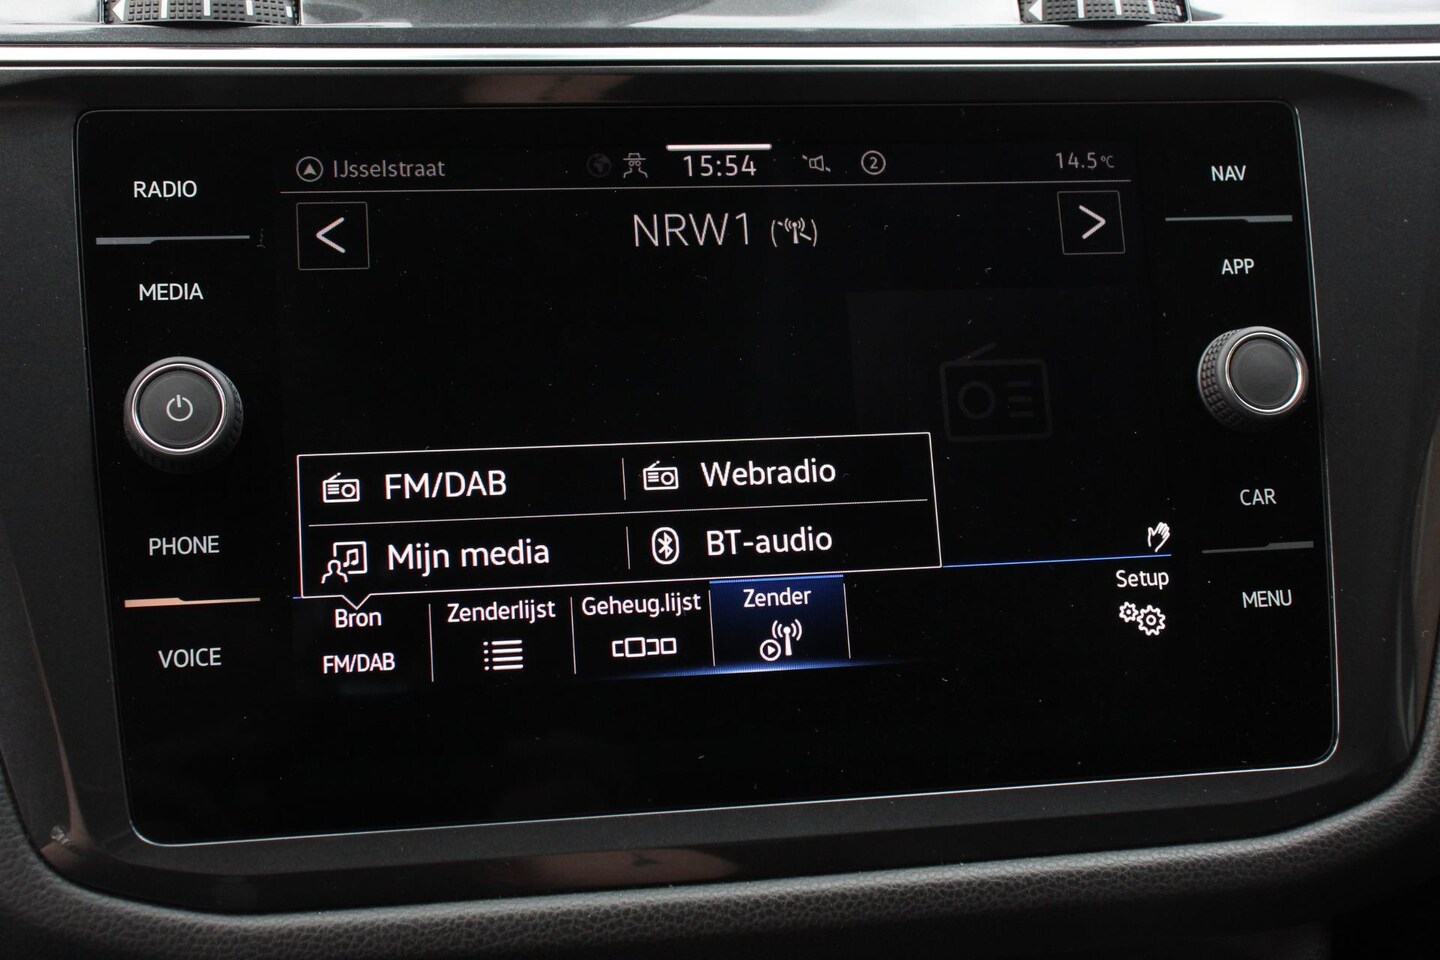 IJsselstraat 15:54 2 14.5°C
RADIO
NAV
NRW1
MEDIA
APP
FM/DAB Webradio
CAR
PHONE
Mijn media BT-audio
Setup
MENU
Bron Zenderlijst Geheug.lijst Zender
FM/DAB
VOICE